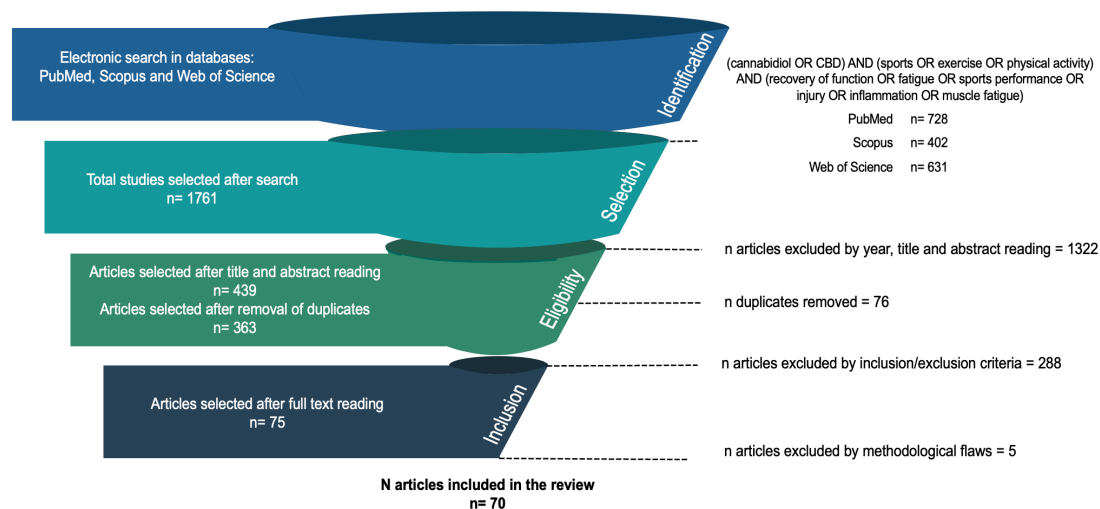 Electronic search in databases:
PubMed, Scopus and Web of Science
Identification
(cannabidiol OR CBD) AND (sports OR exercise OR physical activity)
AND (recovery of function OR fatigue OR sports performance OR
injury OR inflammation OR muscle fatigue)
PubMed n= 728
Scopus n= 402
Web of Science n= 631
Total studies selected after search
n= 1761
Selection
n articles excluded by year, title and abstract reading = 1322
Articles selected after title and abstract reading
n= 439
Articles selected after removal of duplicates
n= 363
Eligibility
n duplicates removed = 76
n articles excluded by inclusion/exclusion criteria = 288
Articles selected after full text reading
n= 75
Inclusion
n articles excluded by methodological flaws = 5
N articles included in the review
n= 70